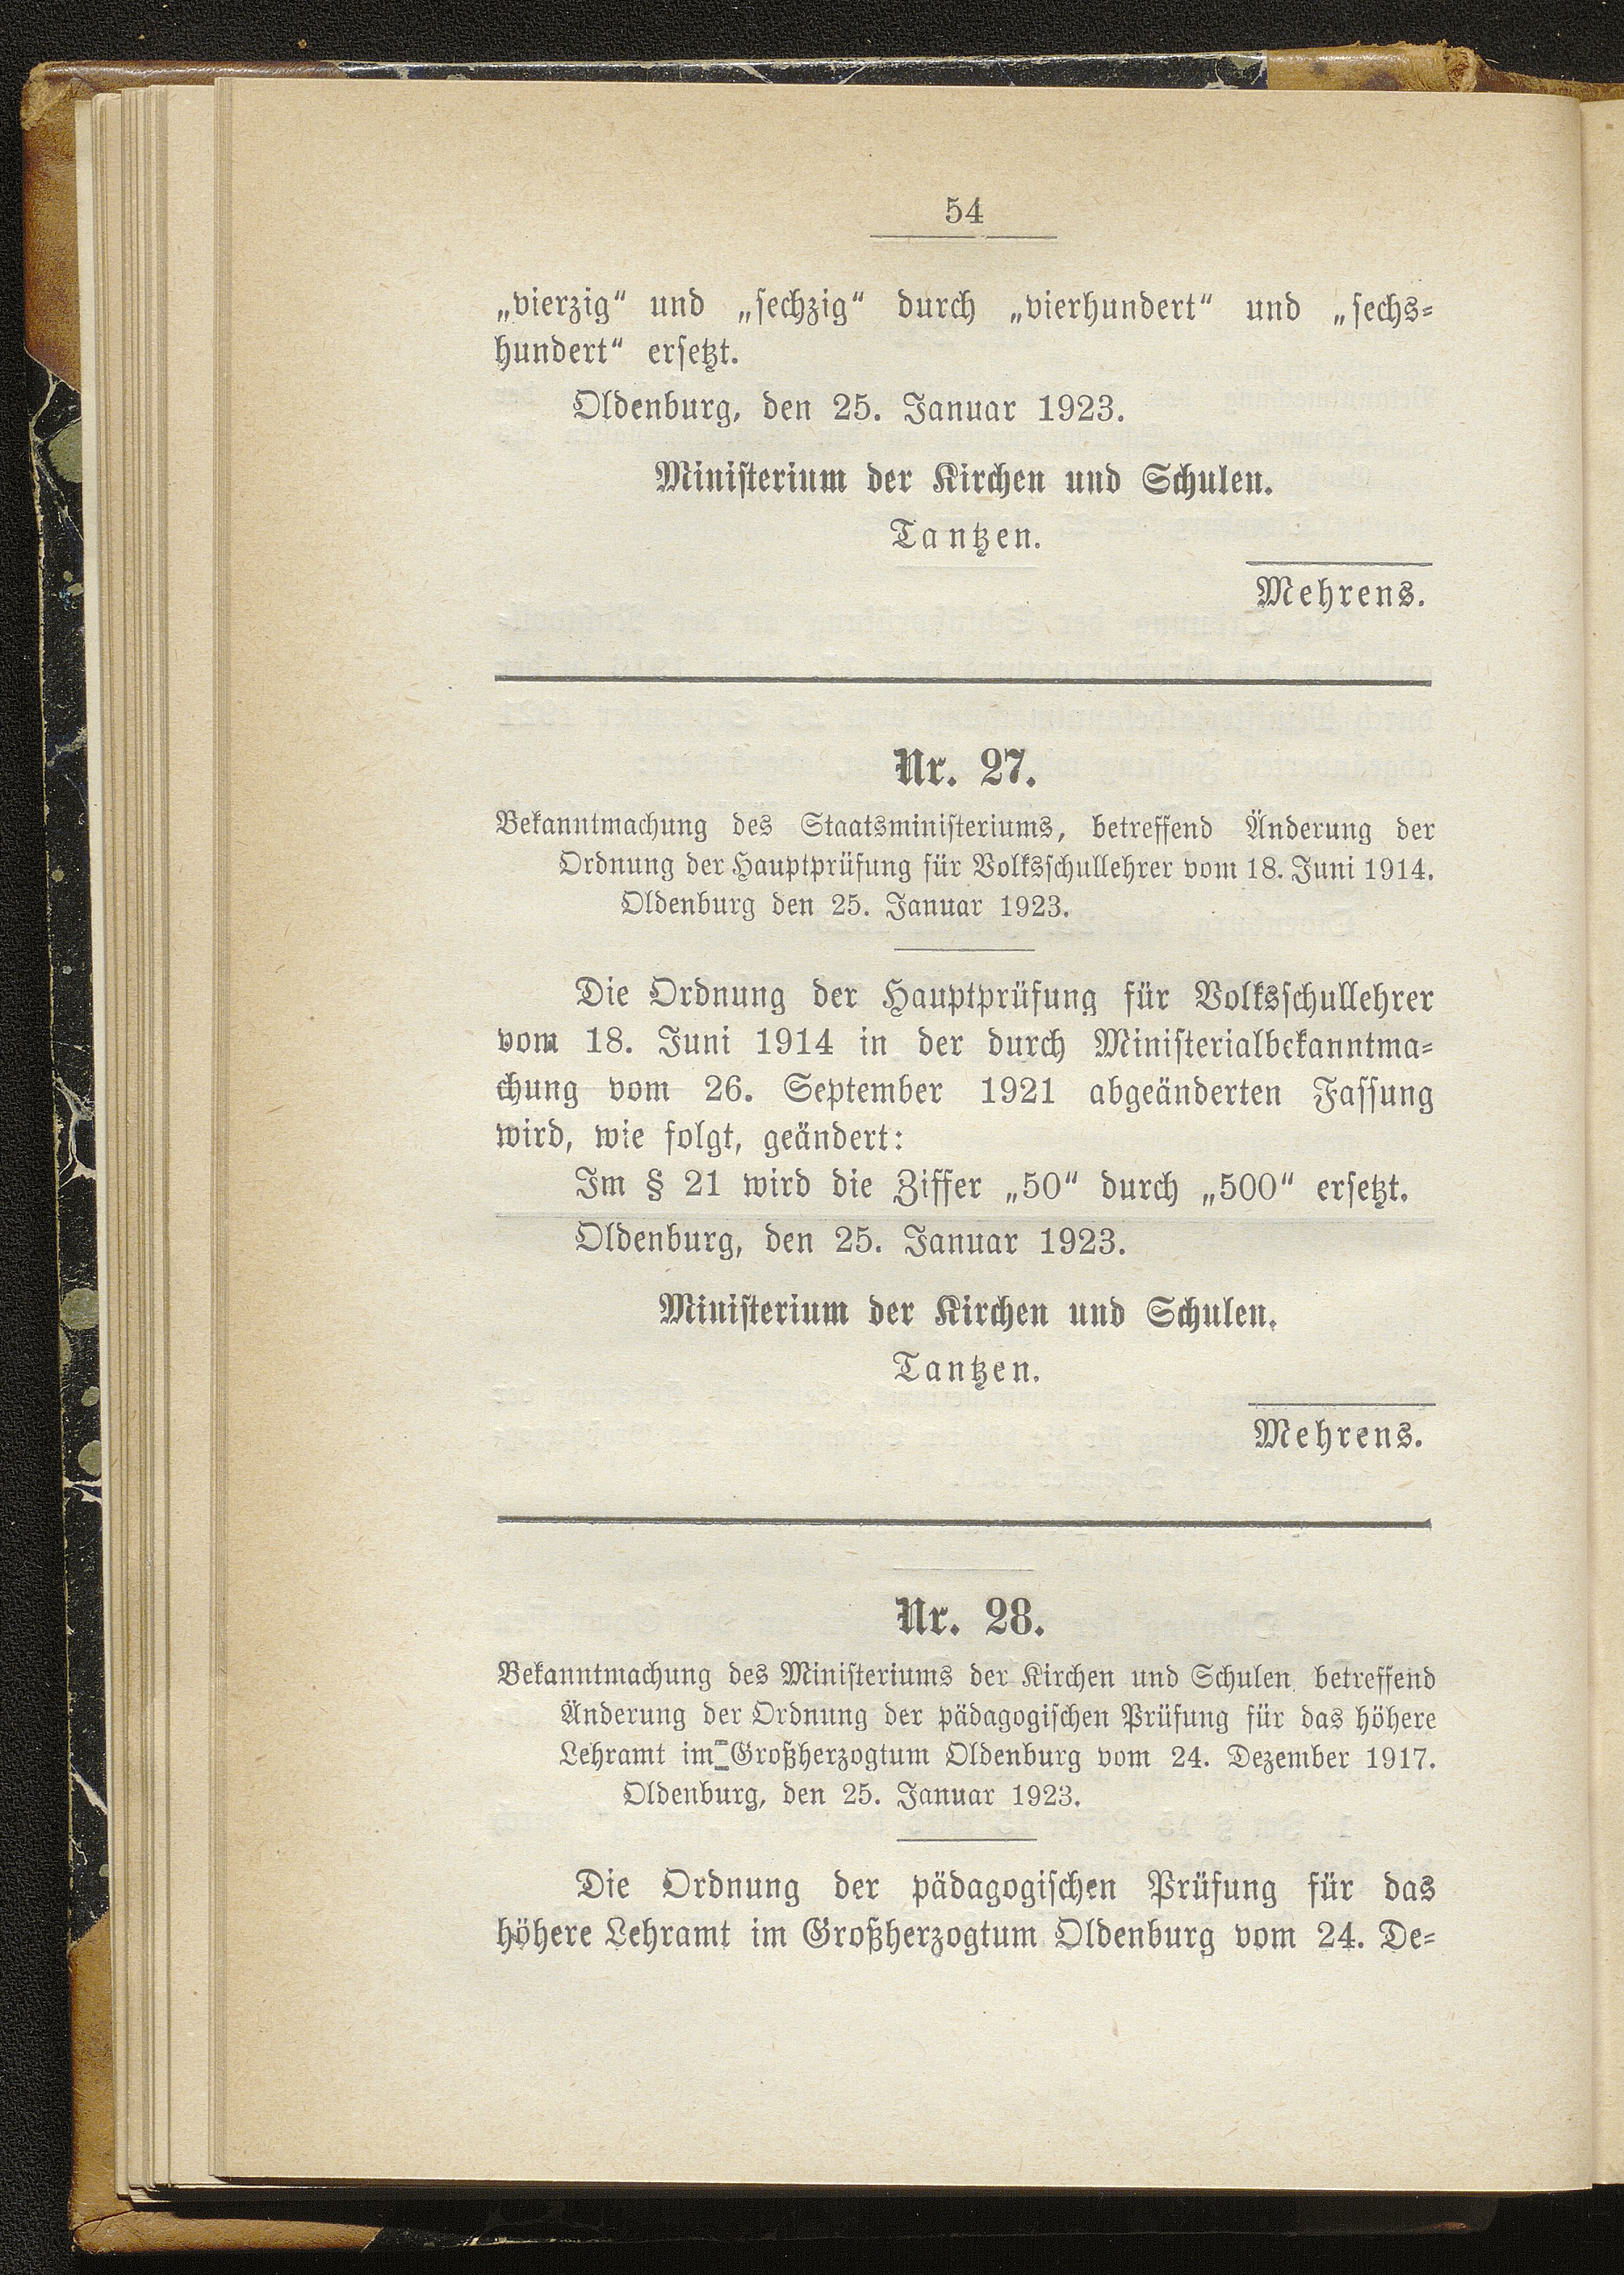 54
„vierzig“ und „sechzig“ durch „vierhundert“ und „sechs-
hundert“ ersetzt.
Oldenburg, den 25. Januar 1923.
Ministerium der Kirchen und Schulen.
Tantzen.
Mehrens.
Nr. 27.
Bekanntmachung des Staatsministeriums, betreffend Änderung der
Ordnung der Hauptprüfung für Volksschullehrer vom 18. Juni 1914.
Oldenburg den 25. Januar 1923.
Die Ordnung der Hauptprüfung für Volksschullehrer
vom 18. Juni 1914 in der durch Ministerialbekanntma-
chung vom 26. September 1921 abgeänderten Fassung
wird, wie folgt, geändert:
Im § 21 wird die Ziffer „50“ durch „500“ ersetzt.
Oldenburg, den 25. Januar 1923.
Ministerium der Kirchen und Schulen.
Tantzen.
Mehrens.
Nr. 28.
Bekanntmachung des Ministeriums der Kirchen und Schulen betreffend
Änderung der Ordnung der pädagogischen Prüfung für das höhere
Lehramt im Großherzogtum Oldenburg vom 24. Dezember 1917.
Oldenburg, den 25. Januar 1923.
Die Ordnung der pädagogischen Prüfung für das
höhere Lehramt im Großherzogtum Oldenburg vom 24. De-